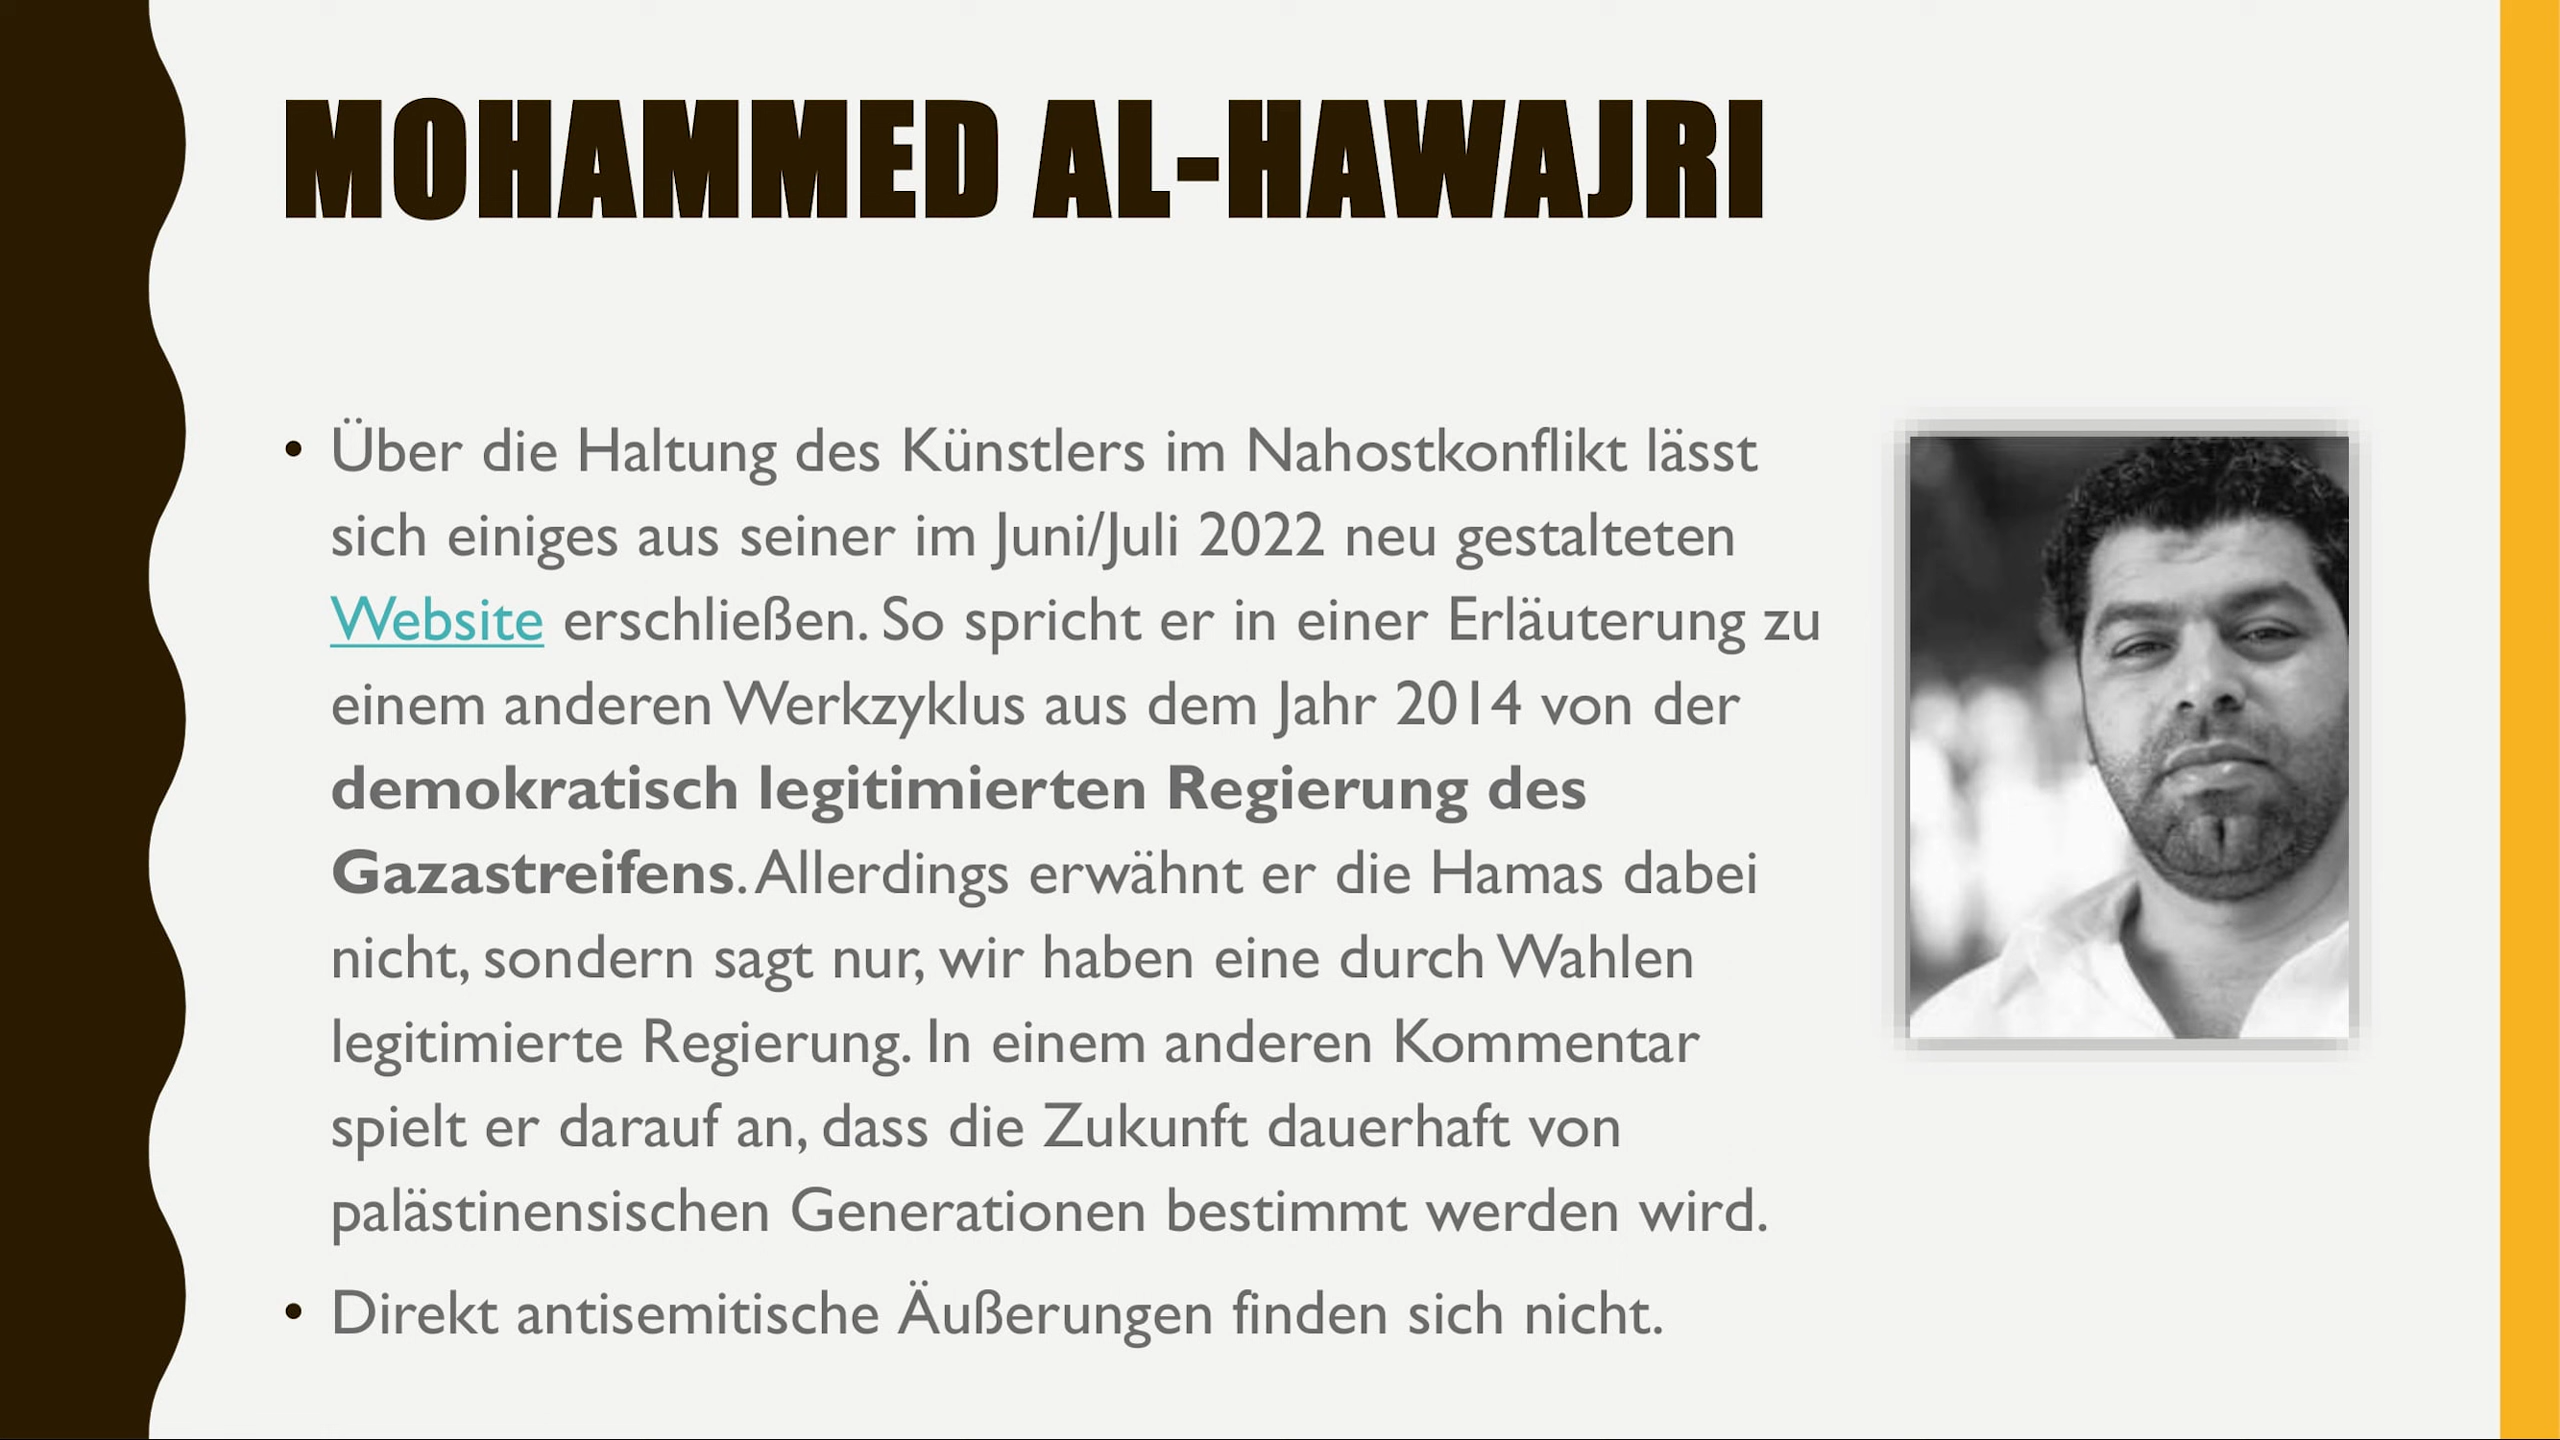 MOHAMMED AL-HAWAJRI
• Über die Haltung des Künstlers im Nahostkonflikt lässt
sich einiges aus seiner im Juni/Juli 2022 neu gestalteten
Website erschließen. So spricht er in einer Erläuterung zu
einem anderen Werkzyklus aus dem Jahr 2014 von der
demokratisch legitimierten Regierung des
Gazastreifens. Allerdings erwähnt er die Hamas dabei
nicht, sondern sagt nur, wir haben eine durch Wahlen
legitimierte Regierung. In einem anderen Kommentar
spielt er darauf an, dass die Zukunft dauerhaft von
palästinensischen Generationen bestimmt werden wird.
• Direkt antisemitische Äußerungen finden sich nicht.